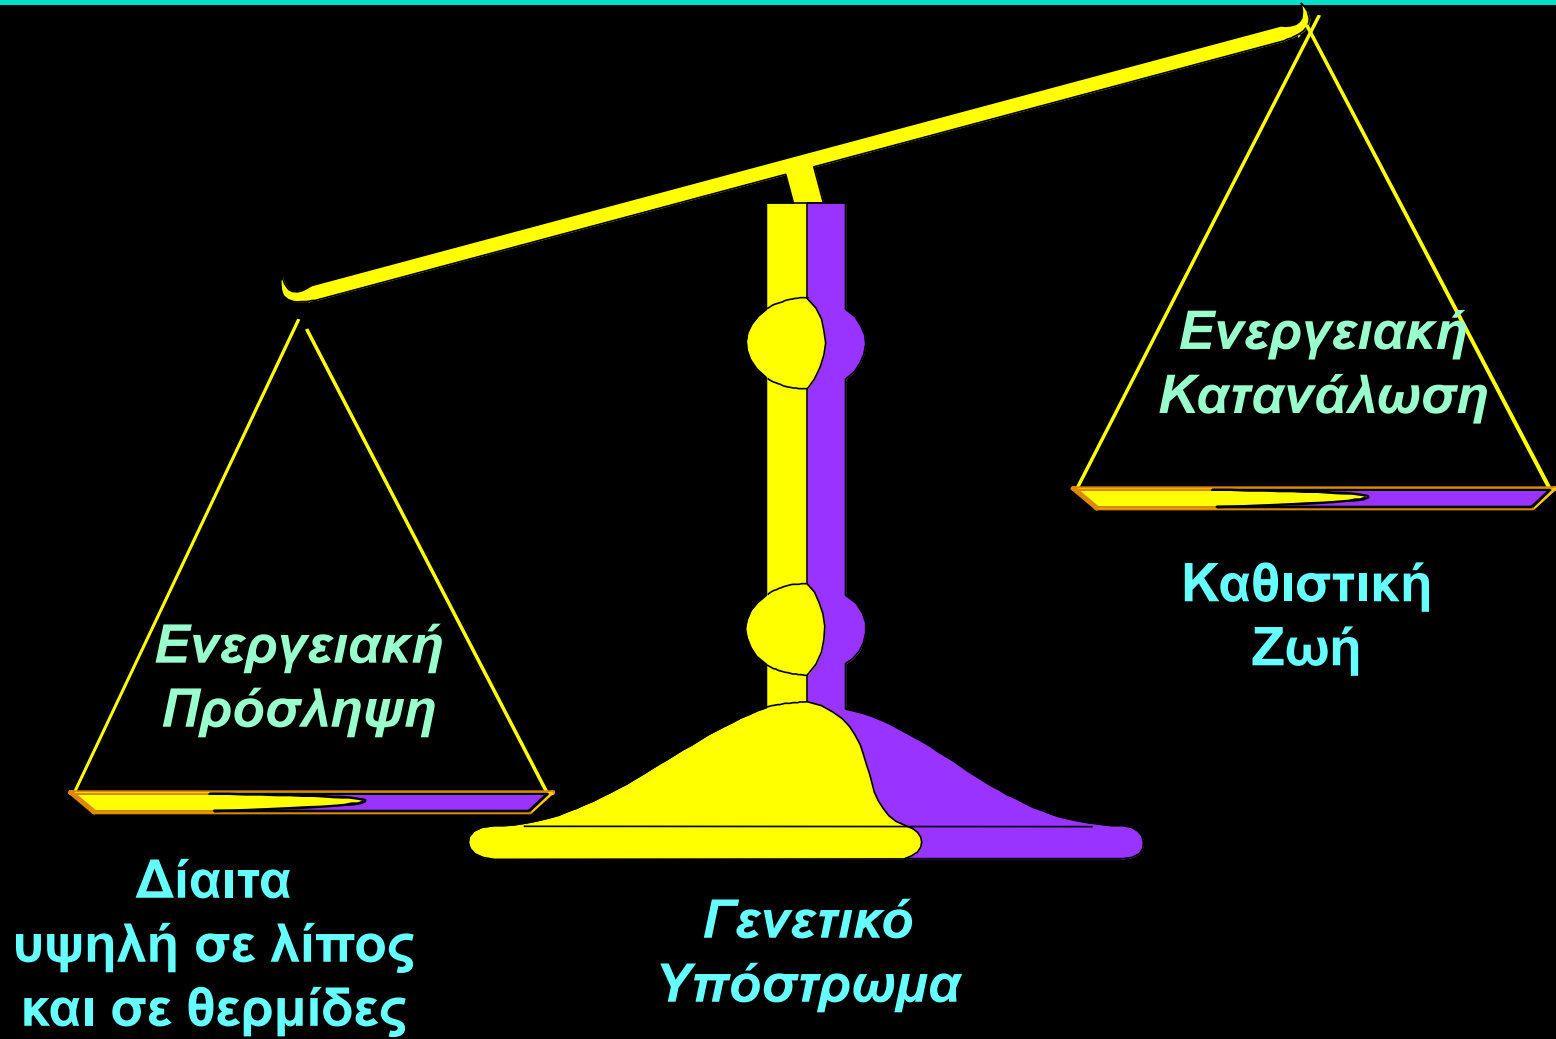 Ενεργειακή
Κατανάλωση
Καθιστική
Ζωή
Ενεργειακή
Πρόσληψη
Δίαιτα
υψηλή σε λίπος
και σε θερμίδες
Γενετικό
Υπόστρωμα